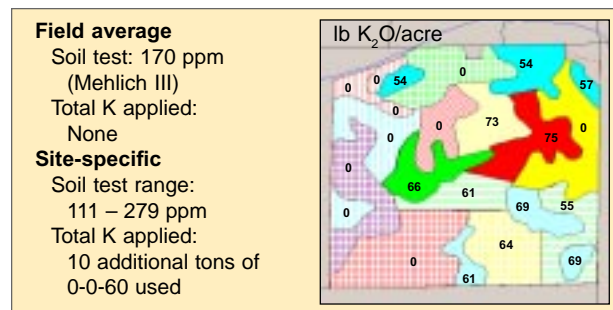 Field average
Soil test: 170 ppm
(Mehlich III)
Total K applied:
None
Site-specific
Soil test range:
111 – 279 ppm
Total K applied:
10 additional tons of
0-0-60 used
lb K₂O/acre
54
0
0
54
57
0
0
0
73
0
0
75
0
66
61
0
69
55
64
0
69
61